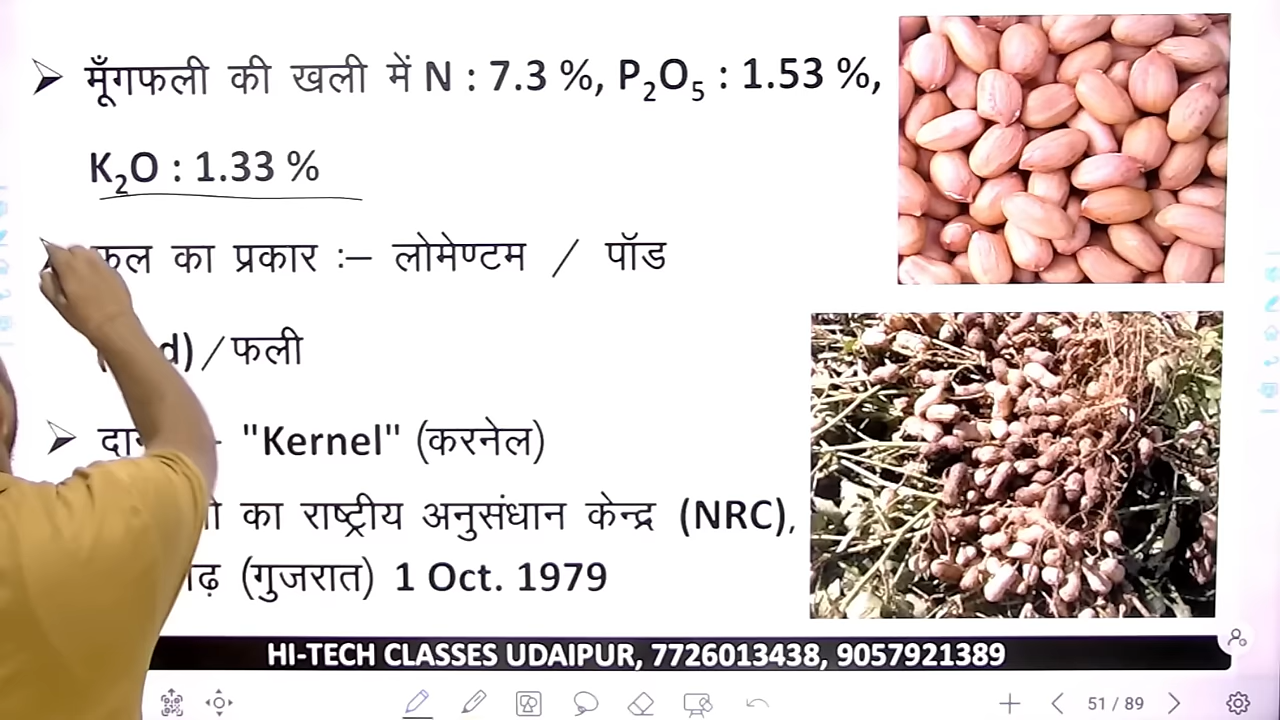 मूँगफली की खली में N : 7.3 %, P₂O₅ : 1.53 %,
K₂O : 1.33 %
फल का प्रकार :– लोमेण्टम / पॉड
/ फली
"Kernel" (करनेल)
का राष्ट्रीय अनुसंधान केन्द्र (NRC),
(गुजरात) 1 Oct. 1979
HI-TECH CLASSES UDAIPUR, 7726013438, 9057921389
51 / 89